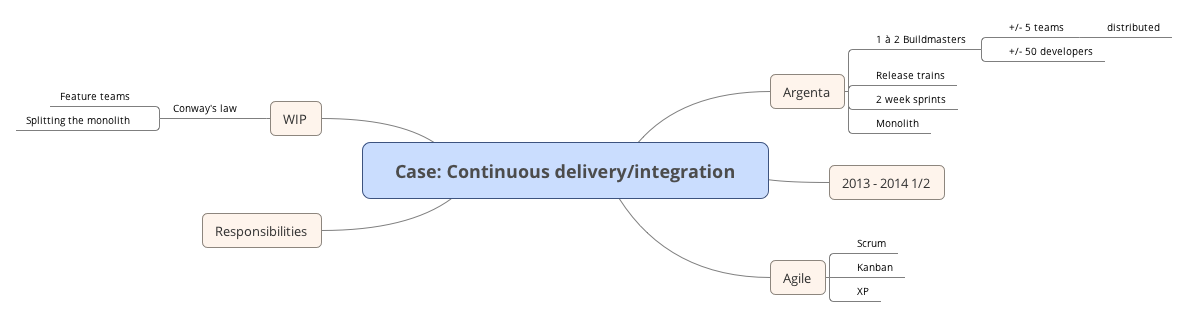 Case: Continuous delivery/integration
Argenta
1 à 2 Buildmasters
+/- 5 teams
distributed
+/- 50 developers
Release trains
2 week sprints
Monolith
2013 - 2014 1/2
Agile
Scrum
Kanban
XP
WIP
Conway's law
Feature teams
Splitting the monolith
Responsibilities